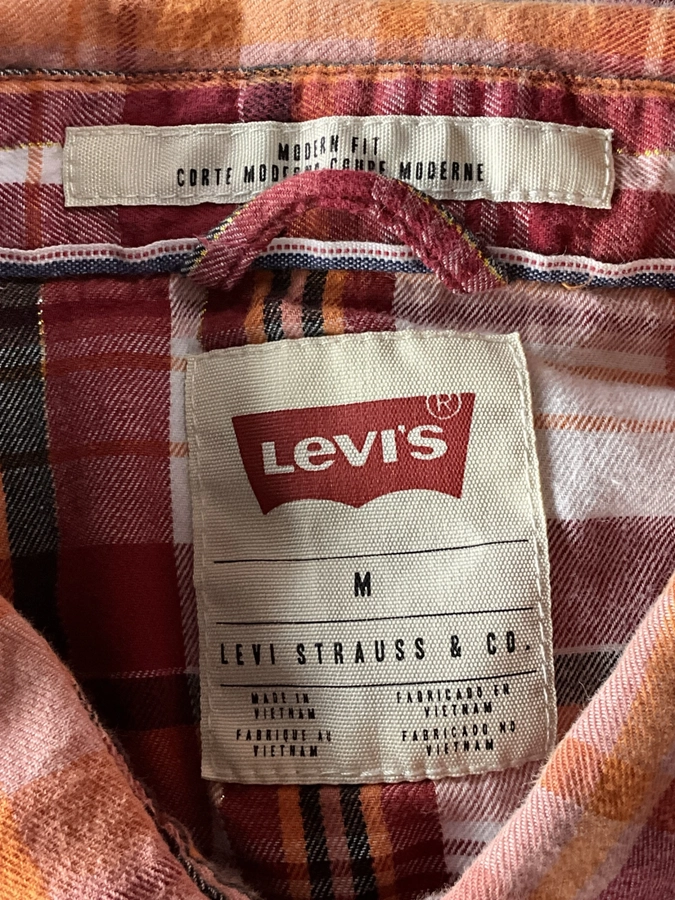 MODERN FIT
CORTE MODERNO COUPE MODERNE
LEVI'S®
M
LEVI STRAUSS & CO.
MADE IN
VIETNAM
FABRICADO EN
VIETNAM
FABRIQUE AU
VIETNAM
FABRICADO NO
VIETNAM